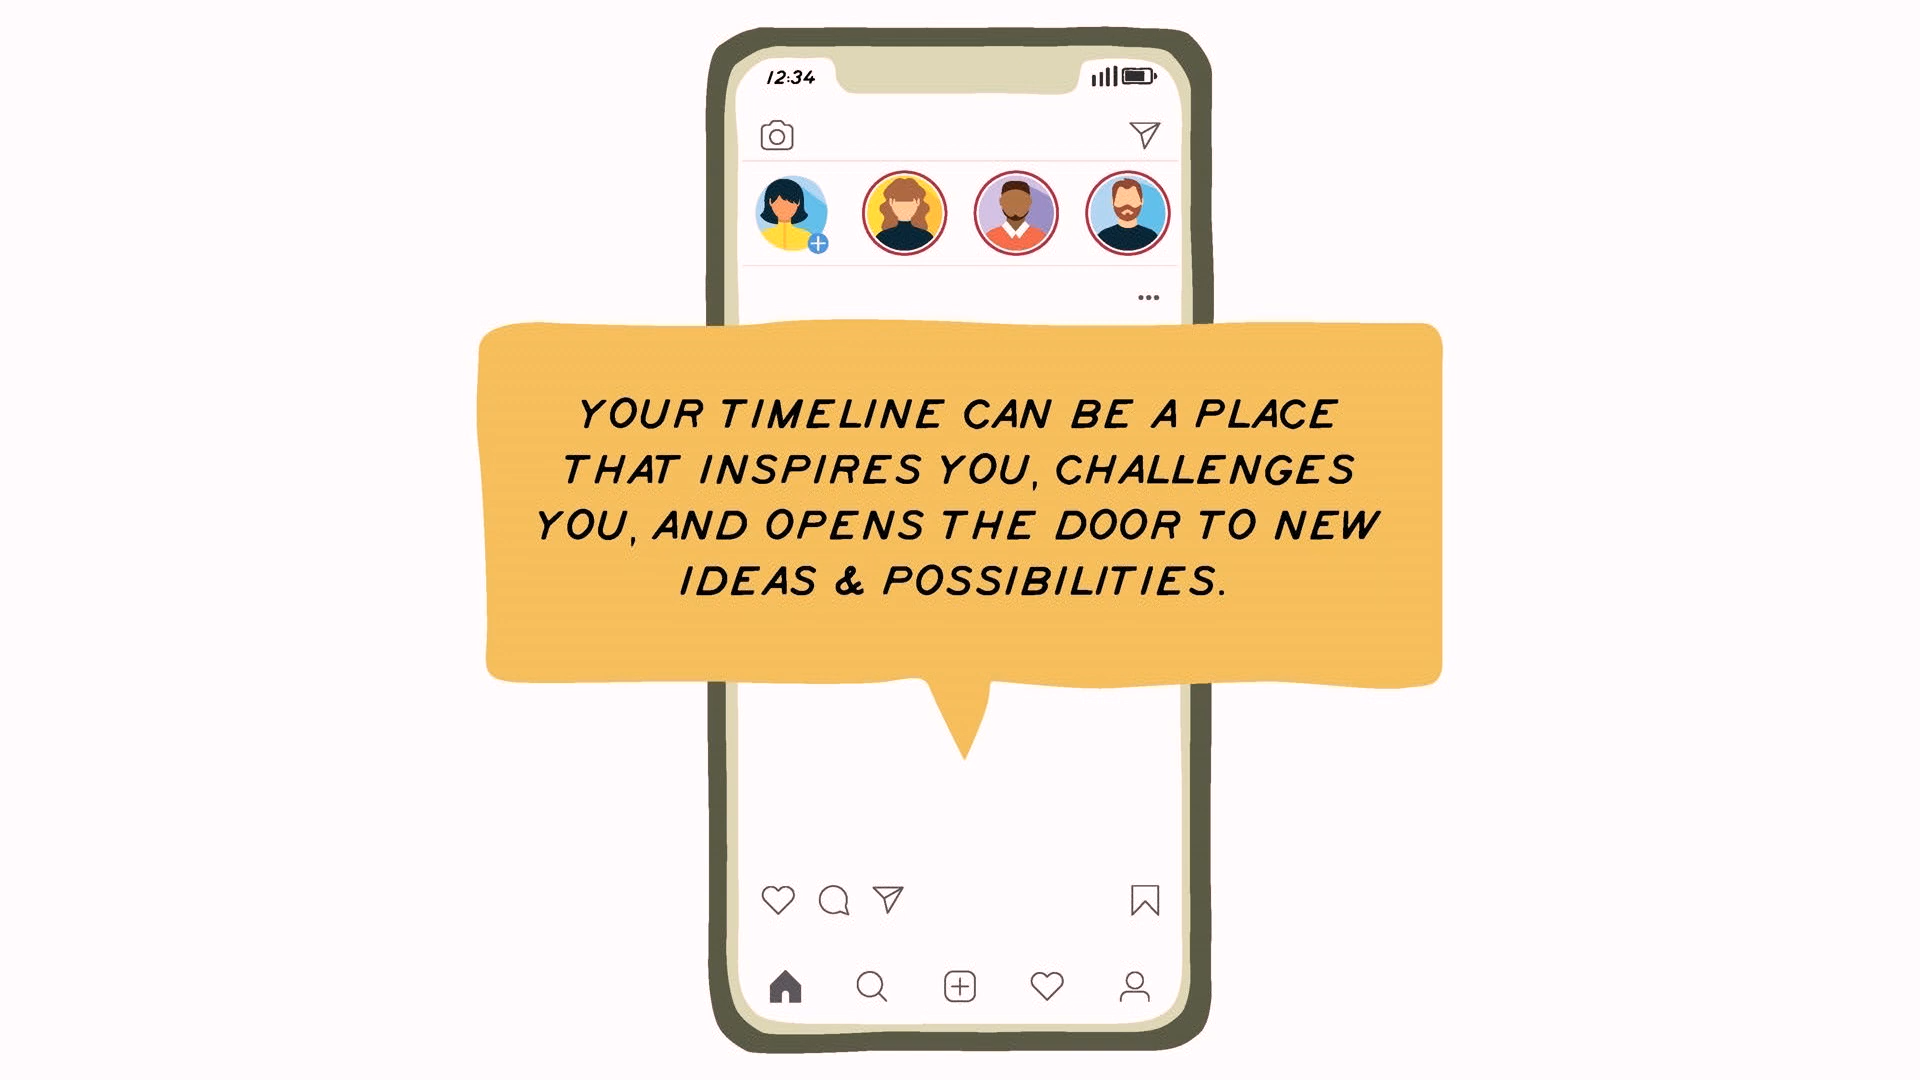 12:34
YOUR TIMELINE CAN BE A PLACE
THAT INSPIRES YOU, CHALLENGES
YOU, AND OPENS THE DOOR TO NEW
IDEAS & POSSIBILITIES.